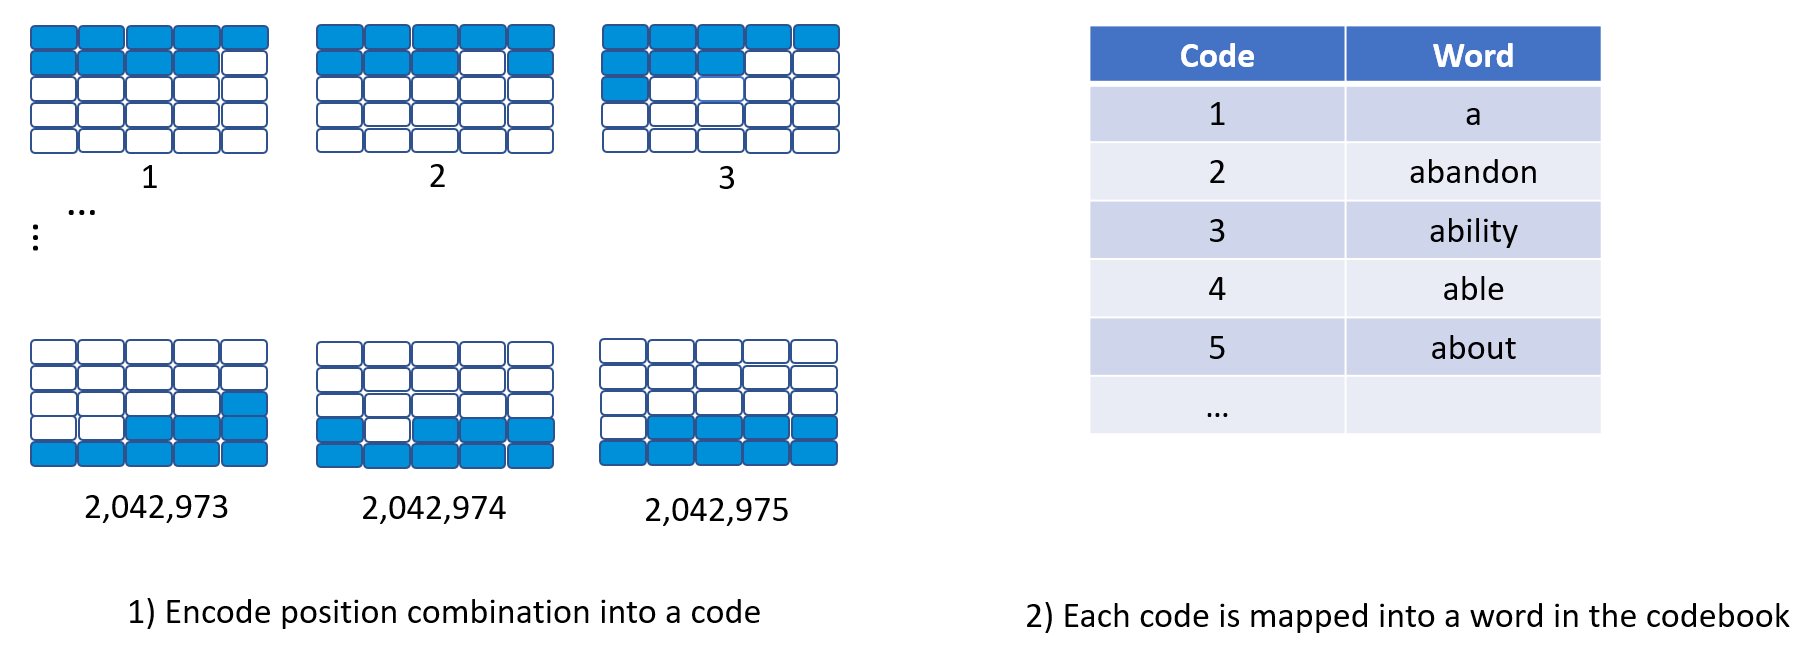 1
2
3
...
⋮
2,042,973
2,042,974
2,042,975
1) Encode position combination into a code
Code Word
1 a
2 abandon
3 ability
4 able
5 about
...
2) Each code is mapped into a word in the codebook